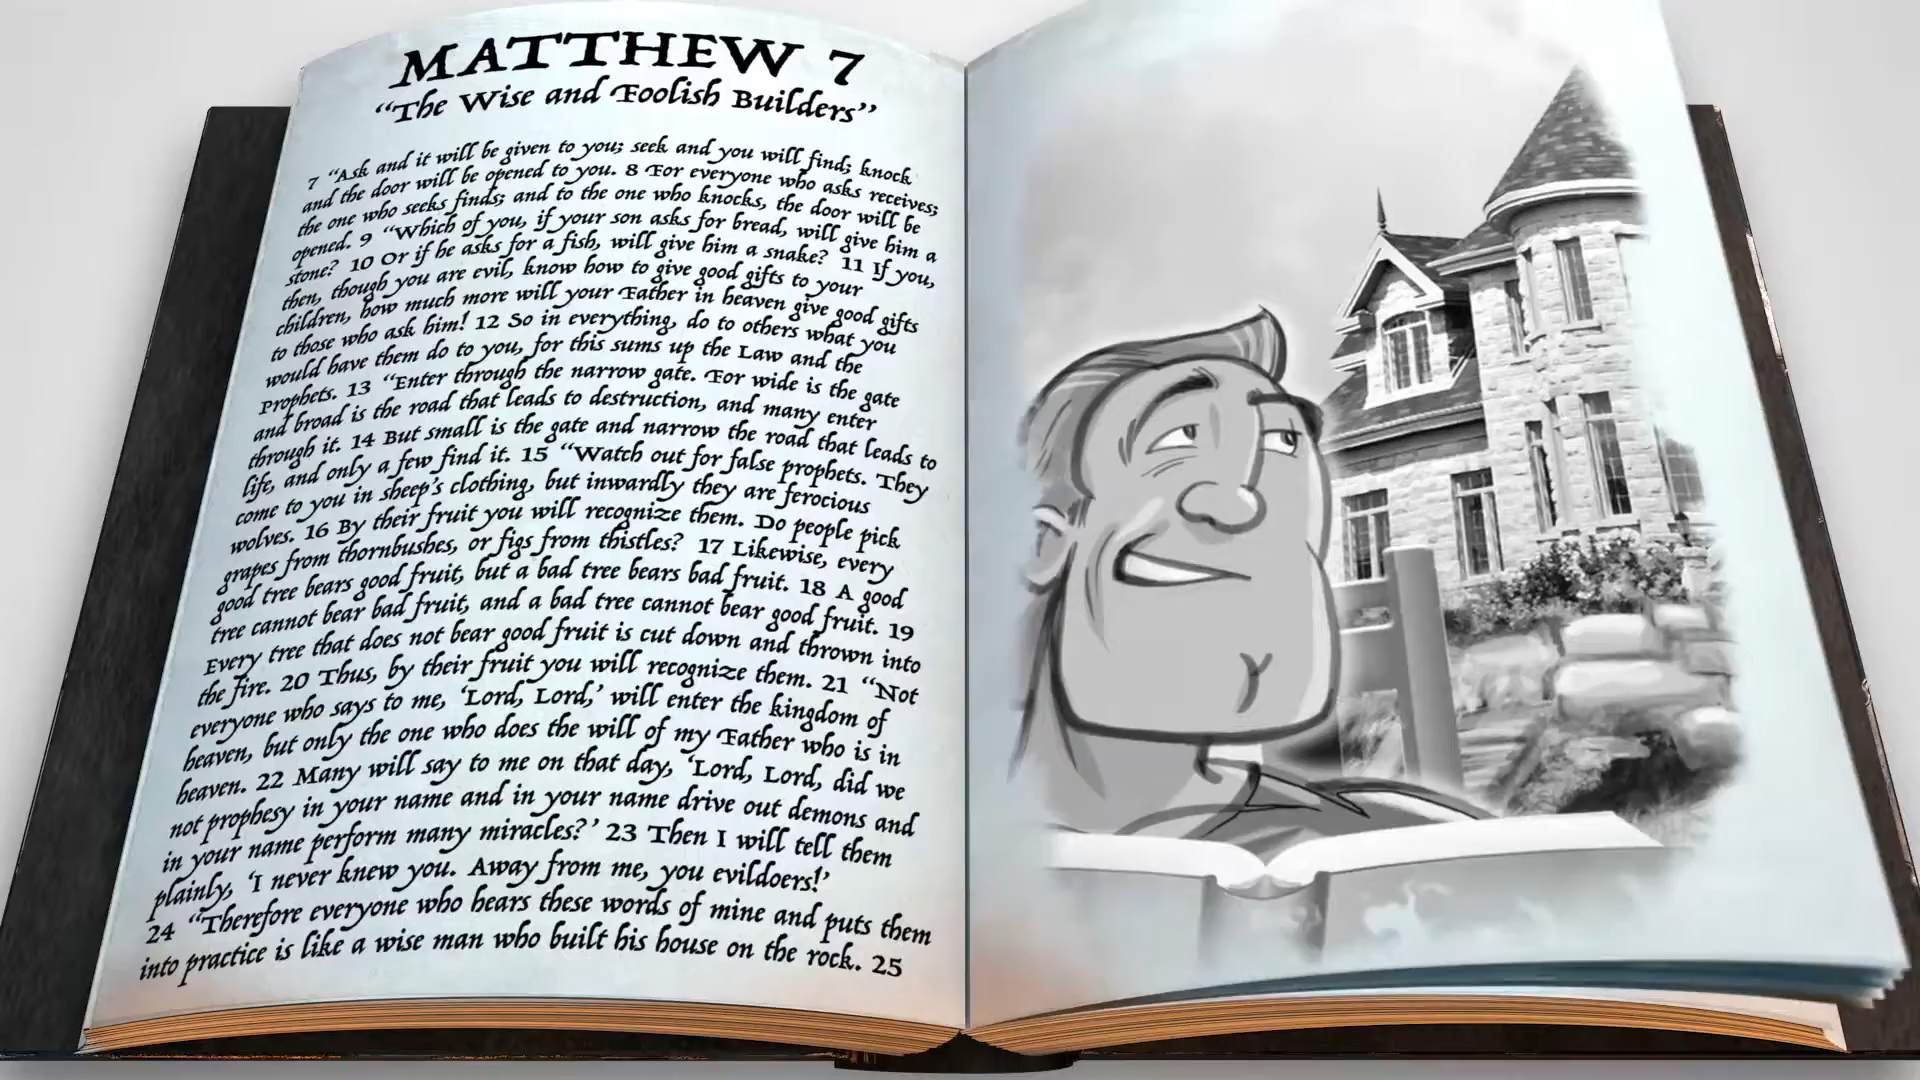 MATTHEW 7
“The Wise and Foolish Builders”
7 “Ask and it will be given to you; seek and you will find; knock
and the door will be opened to you. 8 For everyone who asks receives;
the one who seeks finds; and to the one who knocks, the door will be
opened. 9 “Which of you, if your son asks for bread, will give him a
stone? 10 Or if he asks for a fish, will give him a snake? 11 If you,
then, though you are evil, know how to give good gifts to your
children, how much more will your Father in heaven give good gifts
to those who ask him! 12 So in everything, do to others what you
would have them do to you, for this sums up the Law and the
Prophets. 13 “Enter through the narrow gate. For wide is the gate
and broad is the road that leads to destruction, and many enter
through it. 14 But small is the gate and narrow the road that leads to
life, and only a few find it. 15 “Watch out for false prophets. They
come to you in sheep’s clothing, but inwardly they are ferocious
wolves. 16 By their fruit you will recognize them. Do people pick
grapes from thornbushes, or figs from thistles? 17 Likewise, every
good tree bears good fruit, but a bad tree bears bad fruit. 18 A good
tree cannot bear bad fruit, and a bad tree cannot bear good fruit. 19
Every tree that does not bear good fruit is cut down and thrown into
the fire. 20 Thus, by their fruit you will recognize them. 21 “Not
everyone who says to me, ‘Lord, Lord,’ will enter the kingdom of
heaven, but only the one who does the will of my Father who is in
heaven. 22 Many will say to me on that day, ‘Lord, Lord, did we
not prophesy in your name and in your name drive out demons and
in your name perform many miracles?’ 23 Then I will tell them
plainly, ‘I never knew you. Away from me, you evildoers!’
24 “Therefore everyone who hears these words of mine and puts them
into practice is like a wise man who built his house on the rock. 25